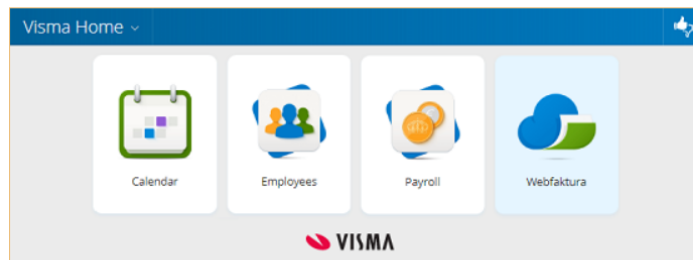 Visma Home
Calendar
Employees
Payroll
Webfaktura
VISMA